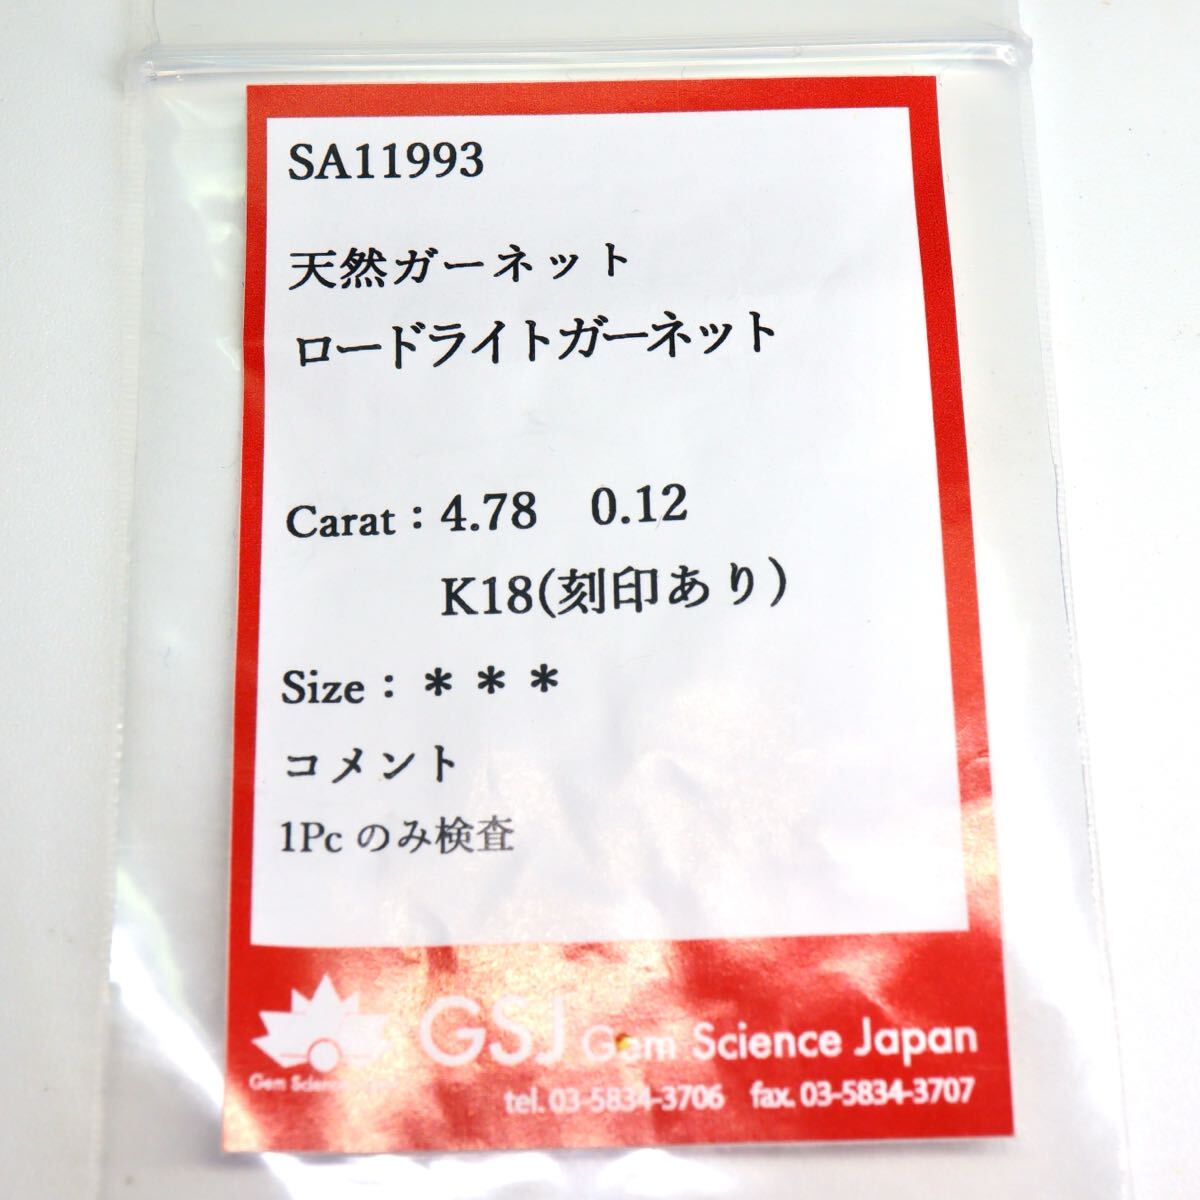 SA11993
天然ガーネット
ロードライトガーネット
Carat：4.78　0.12
K18(刻印あり)
Size：＊＊＊
コメント
1Pc のみ検査
GSJ Gem Science Japan
Gem Science
tel. 03-5834-3706　fax. 03-5834-3707